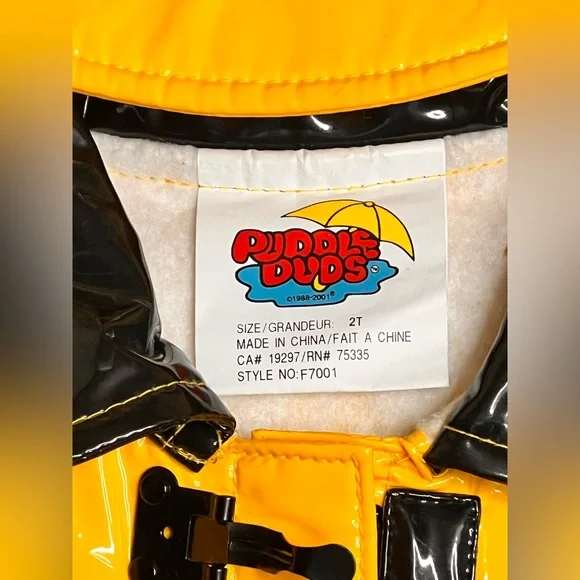 PUDDLE
DUDS
©1988-2001®
SIZE/GRANDEUR: 2T
MADE IN CHINA/FAIT A CHINE
CA# 19297/RN# 75335
STYLE NO:F7001